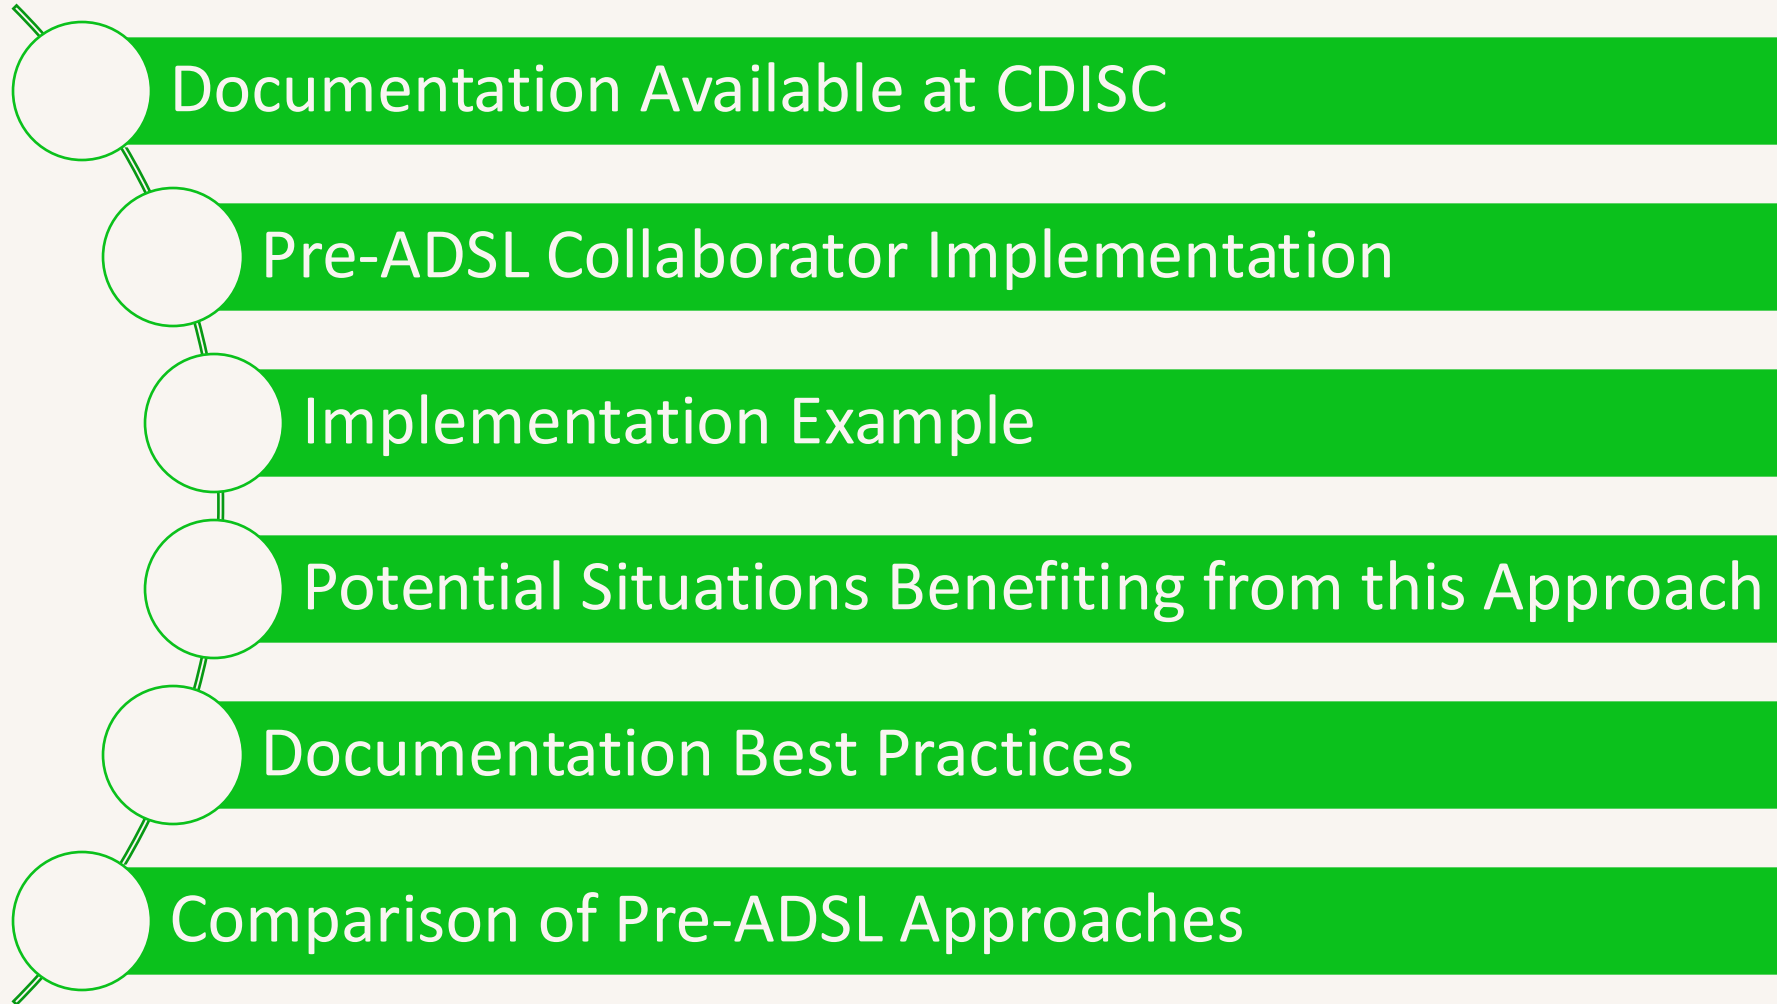 Documentation Available at CDISC
Pre-ADSL Collaborator Implementation
Implementation Example
Potential Situations Benefiting from this Approach
Documentation Best Practices
Comparison of Pre-ADSL Approaches